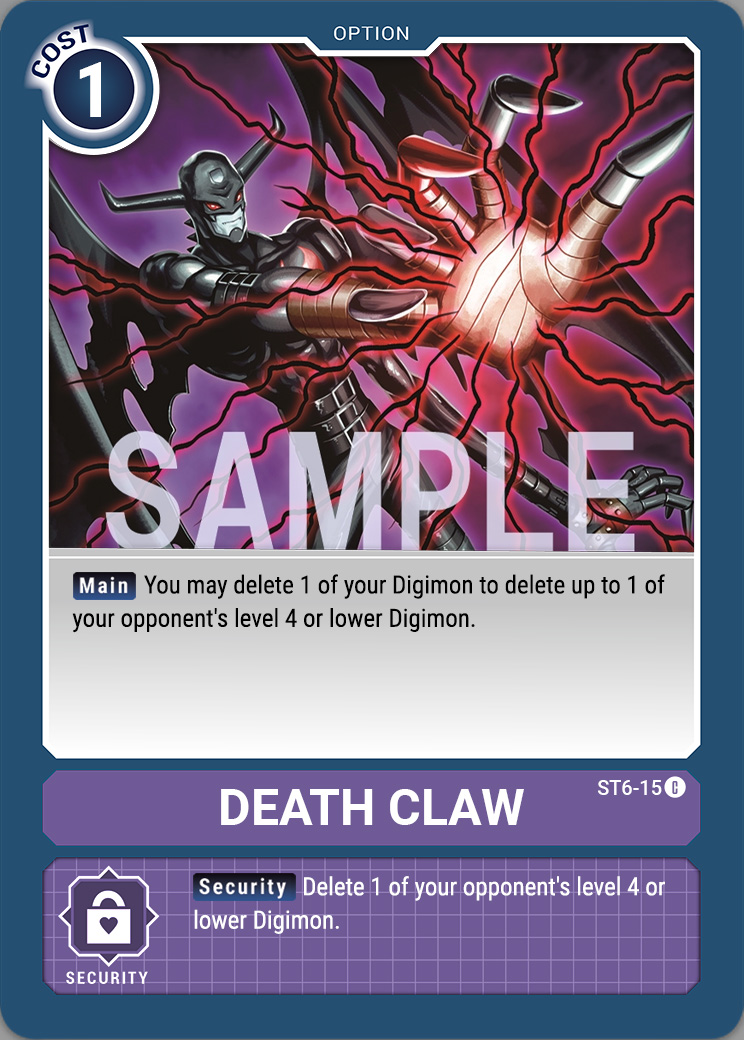 OPTION
COST
1
SAMPLE
Main You may delete 1 of your Digimon to delete up to 1 of
your opponent's level 4 or lower Digimon.
ST6-15 C
DEATH CLAW
Security Delete 1 of your opponent's level 4 or
lower Digimon.
SECURITY